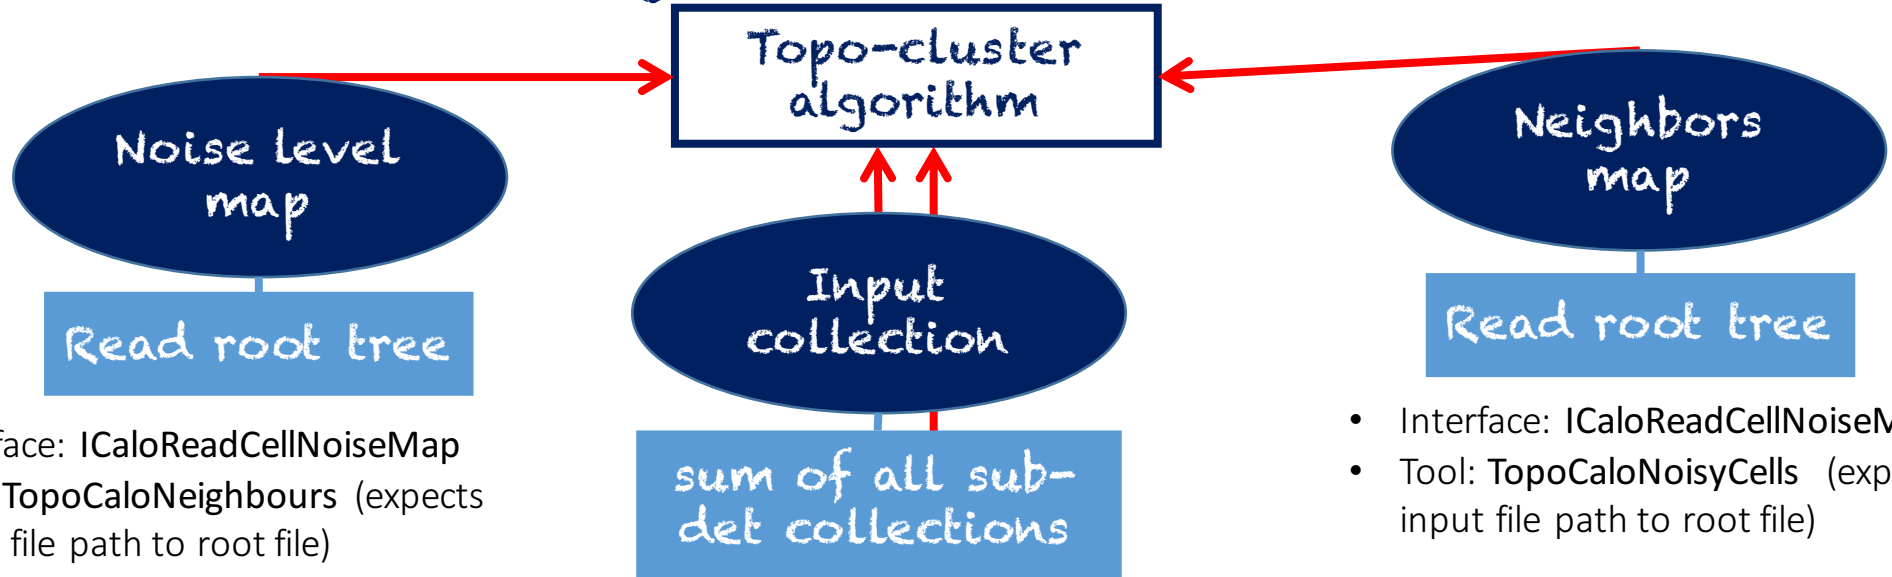 Topo-cluster
algorithm
Noise level
map
Neighbors
map
Input
collection
Read root tree
Read root tree
sum of all sub-
det collections
face: ICaloReadCellNoiseMap
TopoCaloNeighbours (expects
file path to root file)
• Interface: ICaloReadCellNoiseM
• Tool: TopoCaloNoisyCells (exp
input file path to root file)